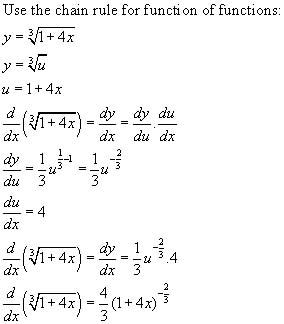 Use the chain rule for function of functions:
y = ∛(1+4x)
y = ∛u
u = 1+4x
d/dx (∛(1+4x)) = dy/dx = dy/du . du/dx
dy/du = 1/3 u^(1/3 −1) = 1/3 u^(−2/3)
du/dx = 4
d/dx (∛(1+4x)) = dy/dx = 1/3 u^(−2/3) .4
d/dx (∛(1+4x)) = 4/3 (1+4x)^(−2/3)